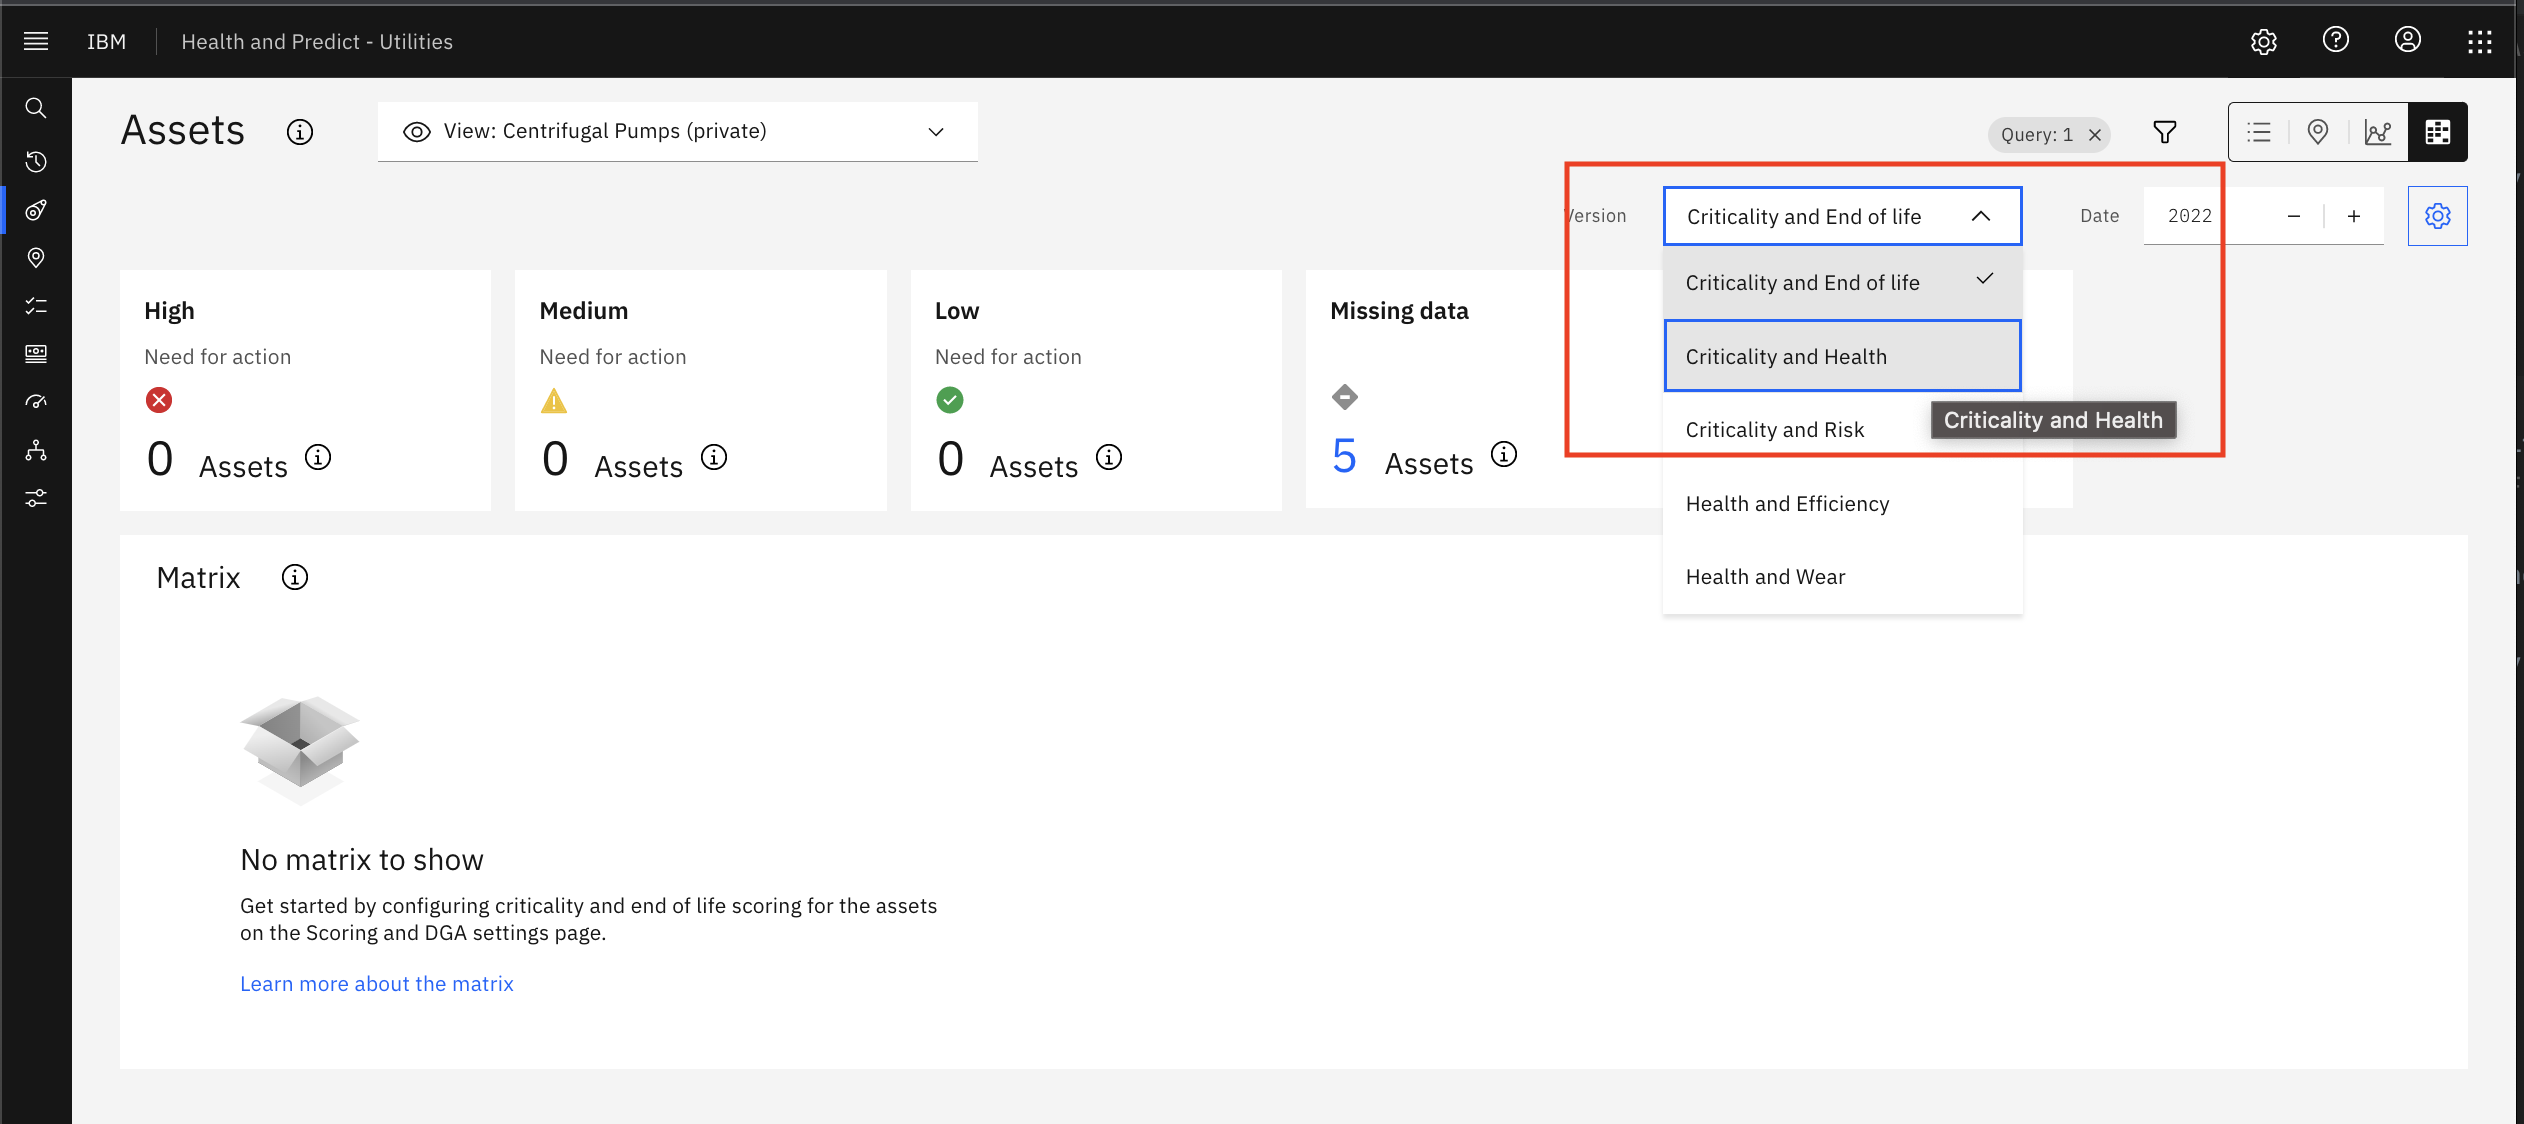 IBM Health and Predict - Utilities
Assets
View: Centrifugal Pumps (private)
Query: 1
Version
Criticality and End of life
Date
2022
Criticality and End of life
Criticality and Health
Criticality and Health
Criticality and Risk
Health and Efficiency
Health and Wear
High
Need for action
0 Assets
Medium
Need for action
0 Assets
Low
Need for action
0 Assets
Missing data
5 Assets
Matrix
No matrix to show
Get started by configuring criticality and end of life scoring for the assets
on the Scoring and DGA settings page.
Learn more about the matrix